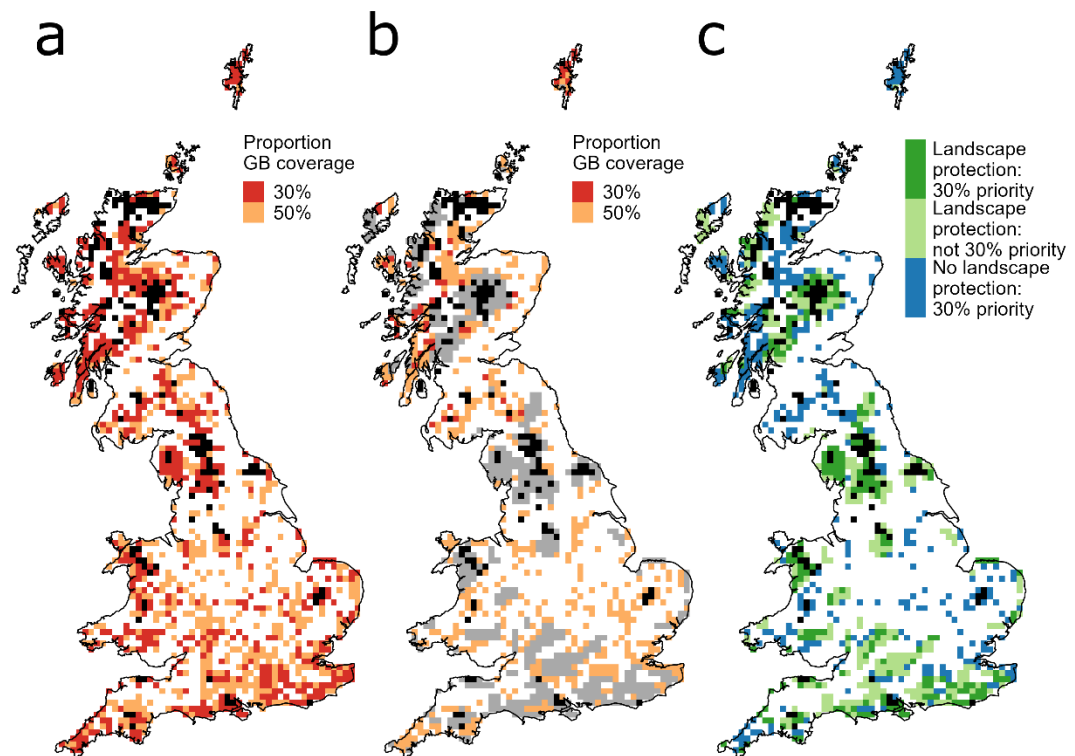 a
b
c
Proportion
GB coverage
30%
50%
Proportion
GB coverage
30%
50%
Landscape
protection:
30% priority
Landscape
protection:
not 30% priority
No landscape
protection:
30% priority